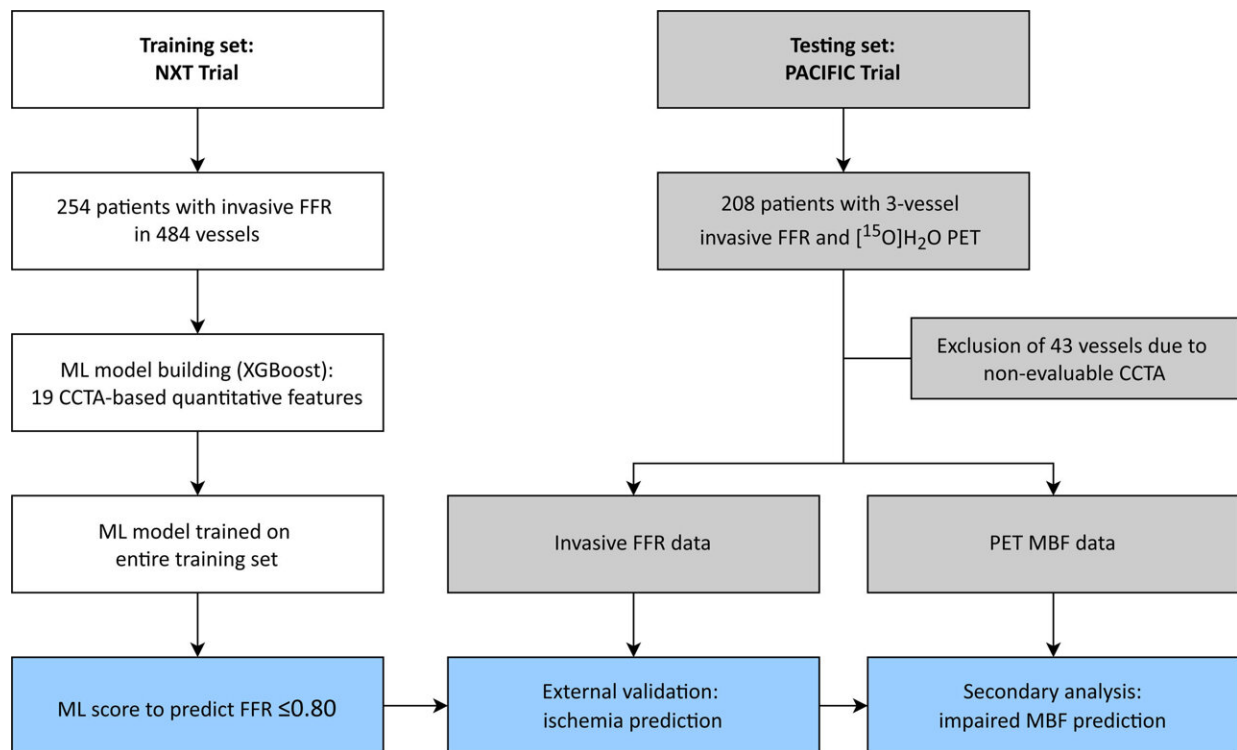 Training set:
NXT Trial
254 patients with invasive FFR
in 484 vessels
ML model building (XGBoost):
19 CCTA-based quantitative features
ML model trained on
entire training set
ML score to predict FFR ≤0.80
Testing set:
PACIFIC Trial
208 patients with 3-vessel
invasive FFR and [¹⁵O]H₂O PET
Exclusion of 43 vessels due to
non-evaluable CCTA
Invasive FFR data
PET MBF data
External validation:
ischemia prediction
Secondary analysis:
impaired MBF prediction